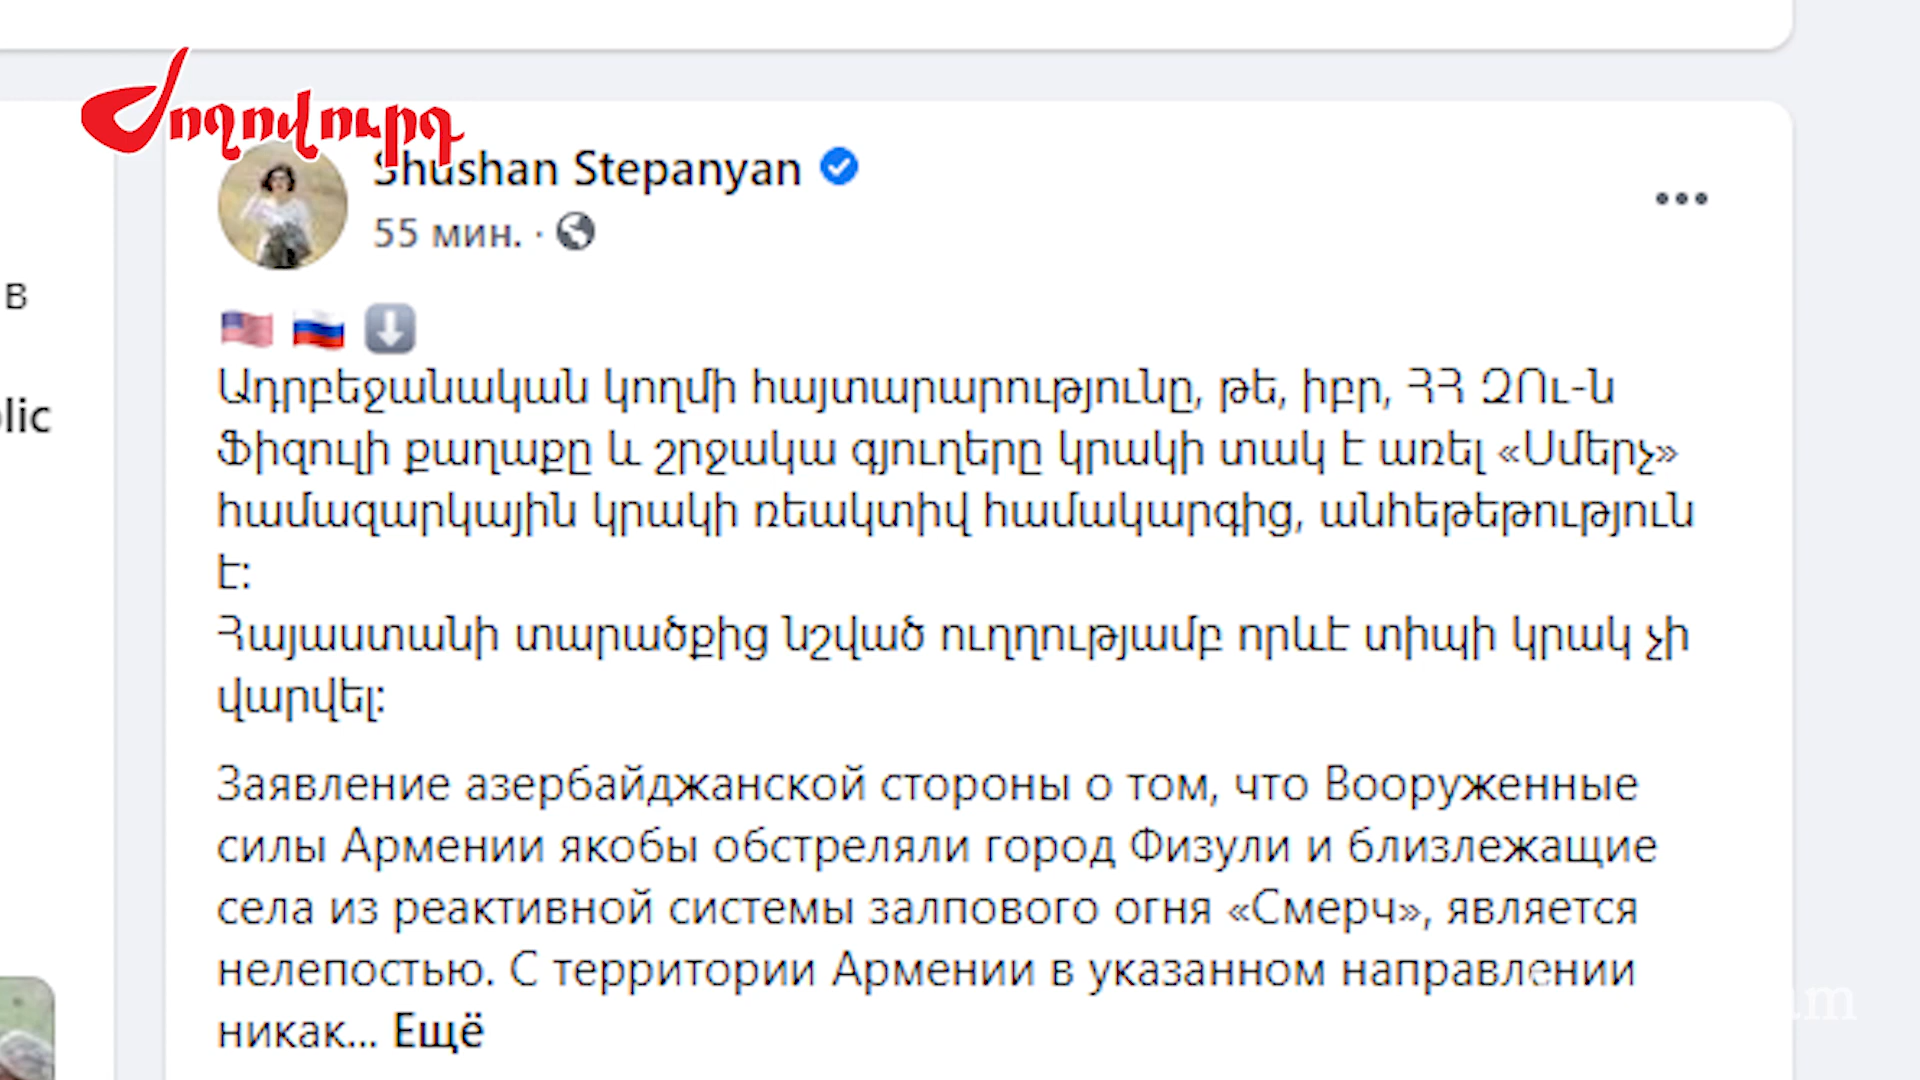 Ժողովուրդ
Shushan Stepanyan
55 мин. ·
в
Ադրբեջանական կողմի հայտարարությունը, թե, իբր, ՀՀ ԶՈւ-ն
Ֆիզուլի քաղաքը և շրջակա գյուղերը կրակի տակ է առել «Սմերչ»
lic
համազարկային կրակի ռեակտիվ համակարգից, անհեթեթություն
է:
Հայաստանի տարածքից նշված ուղղությամբ որևէ տիպի կրակ չի
վարվել:
Заявление азербайджанской стороны о том, что Вооруженные
силы Армении якобы обстреляли город Физули и близлежащие
села из реактивной системы залпового огня «Смерч», является
нелепостью. С территории Армении в указанном направлении
никак... Ещё
am